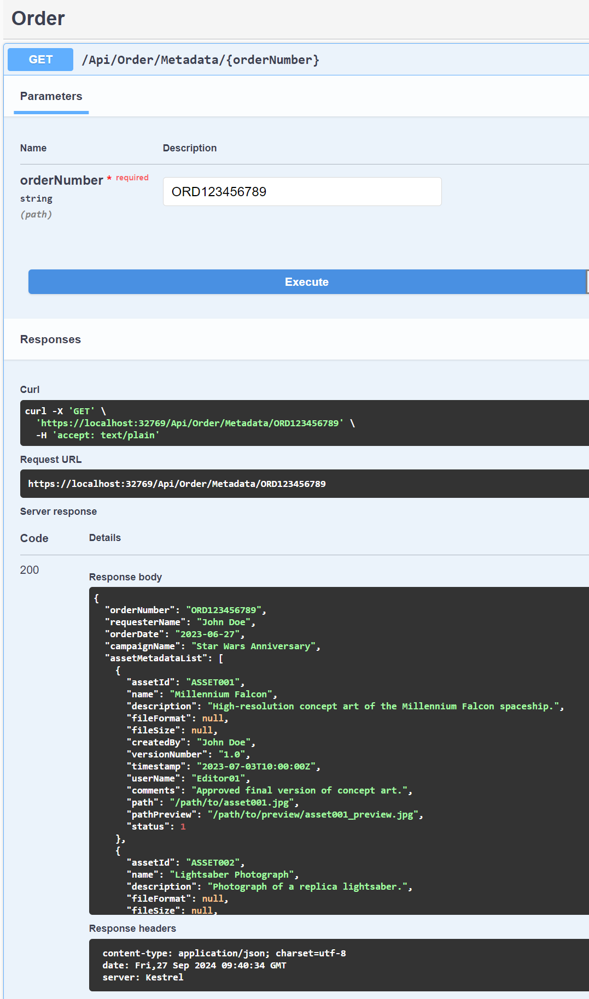 Order
GET /Api/Order/Metadata/{orderNumber}
Parameters
Name Description
orderNumber * required
string
(path)
ORD123456789
Execute
Responses
Curl
curl -X 'GET' \
  'https://localhost:32769/Api/Order/Metadata/ORD123456789' \
  -H 'accept: text/plain'
Request URL
https://localhost:32769/Api/Order/Metadata/ORD123456789
Server response
Code Details
200
Response body
{
  "orderNumber": "ORD123456789",
  "requesterName": "John Doe",
  "orderDate": "2023-06-27",
  "campaignName": "Star Wars Anniversary",
  "assetMetadataList": [
    {
      "assetId": "ASSET001",
      "name": "Millennium Falcon",
      "description": "High-resolution concept art of the Millennium Falcon spaceship.",
      "fileFormat": null,
      "fileSize": null,
      "createdBy": "John Doe",
      "versionNumber": "1.0",
      "timestamp": "2023-07-03T10:00:00Z",
      "userName": "Editor01",
      "comments": "Approved final version of concept art.",
      "path": "/path/to/asset001.jpg",
      "pathPreview": "/path/to/preview/asset001_preview.jpg",
      "status": 1
    },
    {
      "assetId": "ASSET002",
      "name": "Lightsaber Photograph",
      "description": "Photograph of a replica lightsaber.",
      "fileFormat": null,
      "fileSize": null,
Response headers
content-type: application/json; charset=utf-8
date: Fri,27 Sep 2024 09:40:34 GMT
server: Kestrel